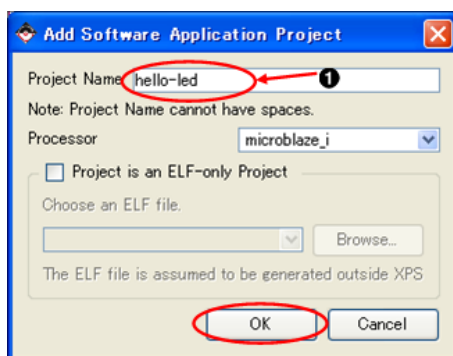 Add Software Application Project
Project Name hello-led ❶
Note: Project Name cannot have spaces.
Processor microblaze_i
Project is an ELF-only Project
Choose an ELF file.
Browse...
The ELF file is assumed to be generated outside XPS
OK Cancel